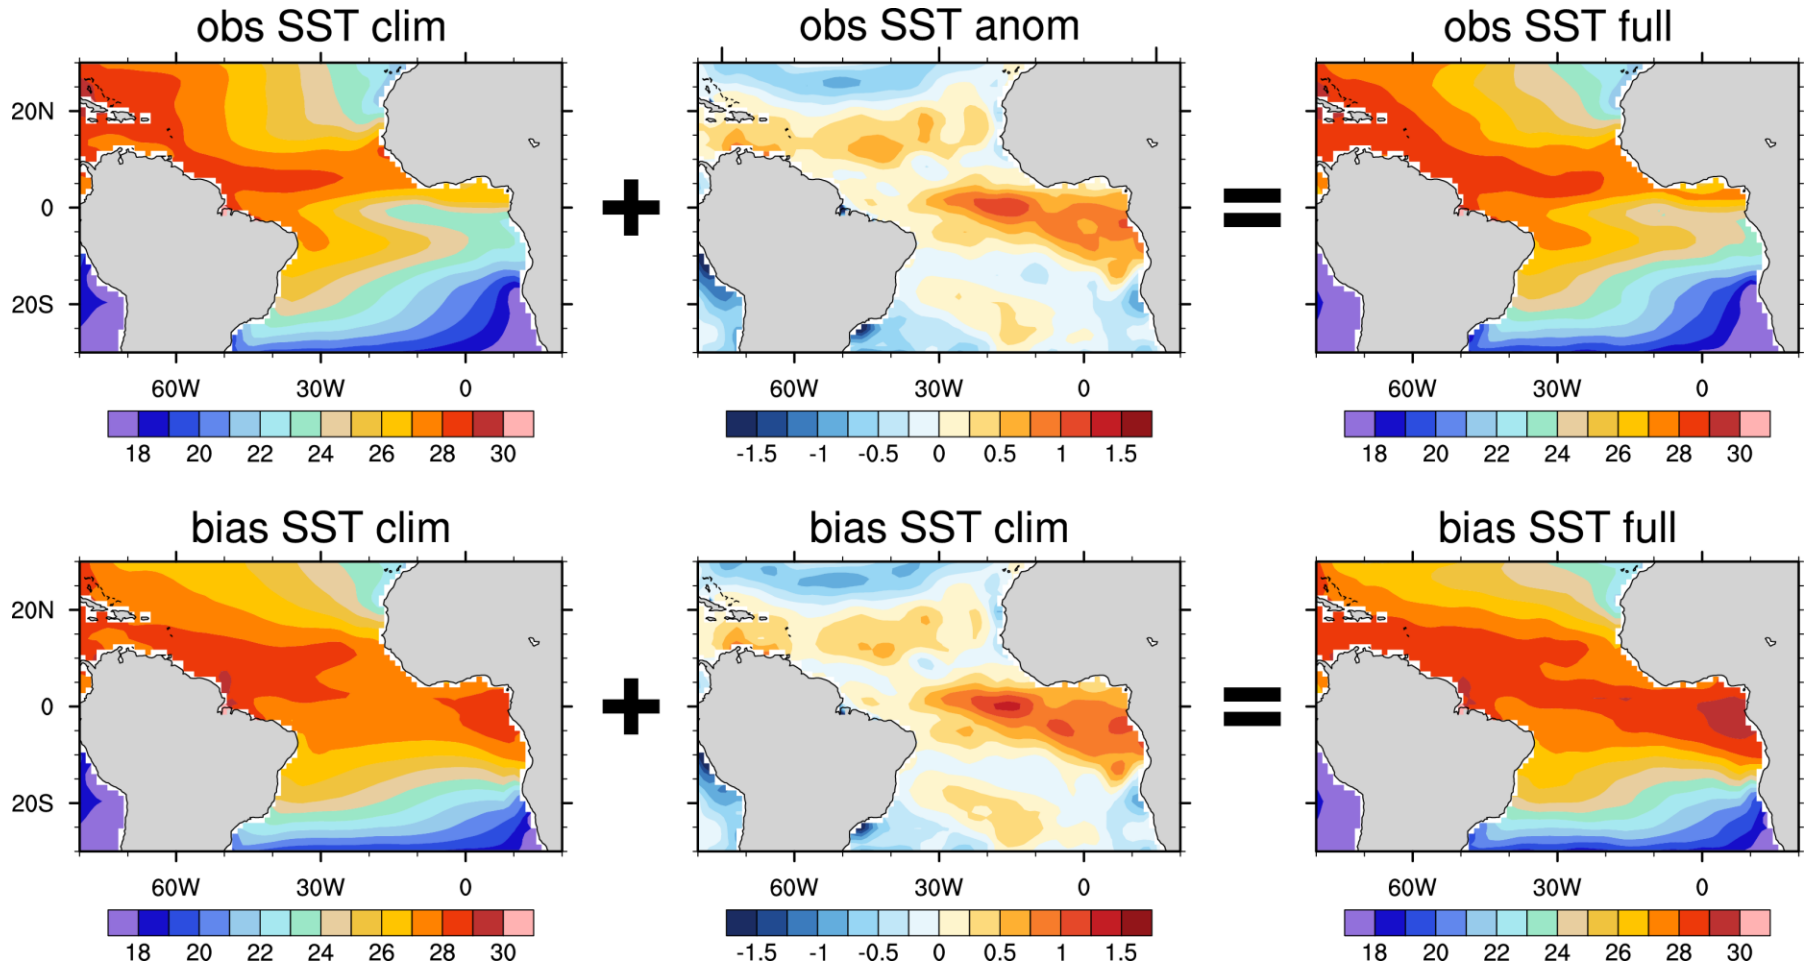 obs SST clim obs SST anom obs SST full
20N
+ =
0
20S
60W 30W 0 60W 30W 0 60W 30W 0
18 20 22 24 26 28 30 -1.5 -1 -0.5 0 0.5 1 1.5 18 20 22 24 26 28 30
bias SST clim bias SST clim bias SST full
20N
+ =
0
20S
60W 30W 0 60W 30W 0 60W 30W 0
18 20 22 24 26 28 30 -1.5 -1 -0.5 0 0.5 1 1.5 18 20 22 24 26 28 30